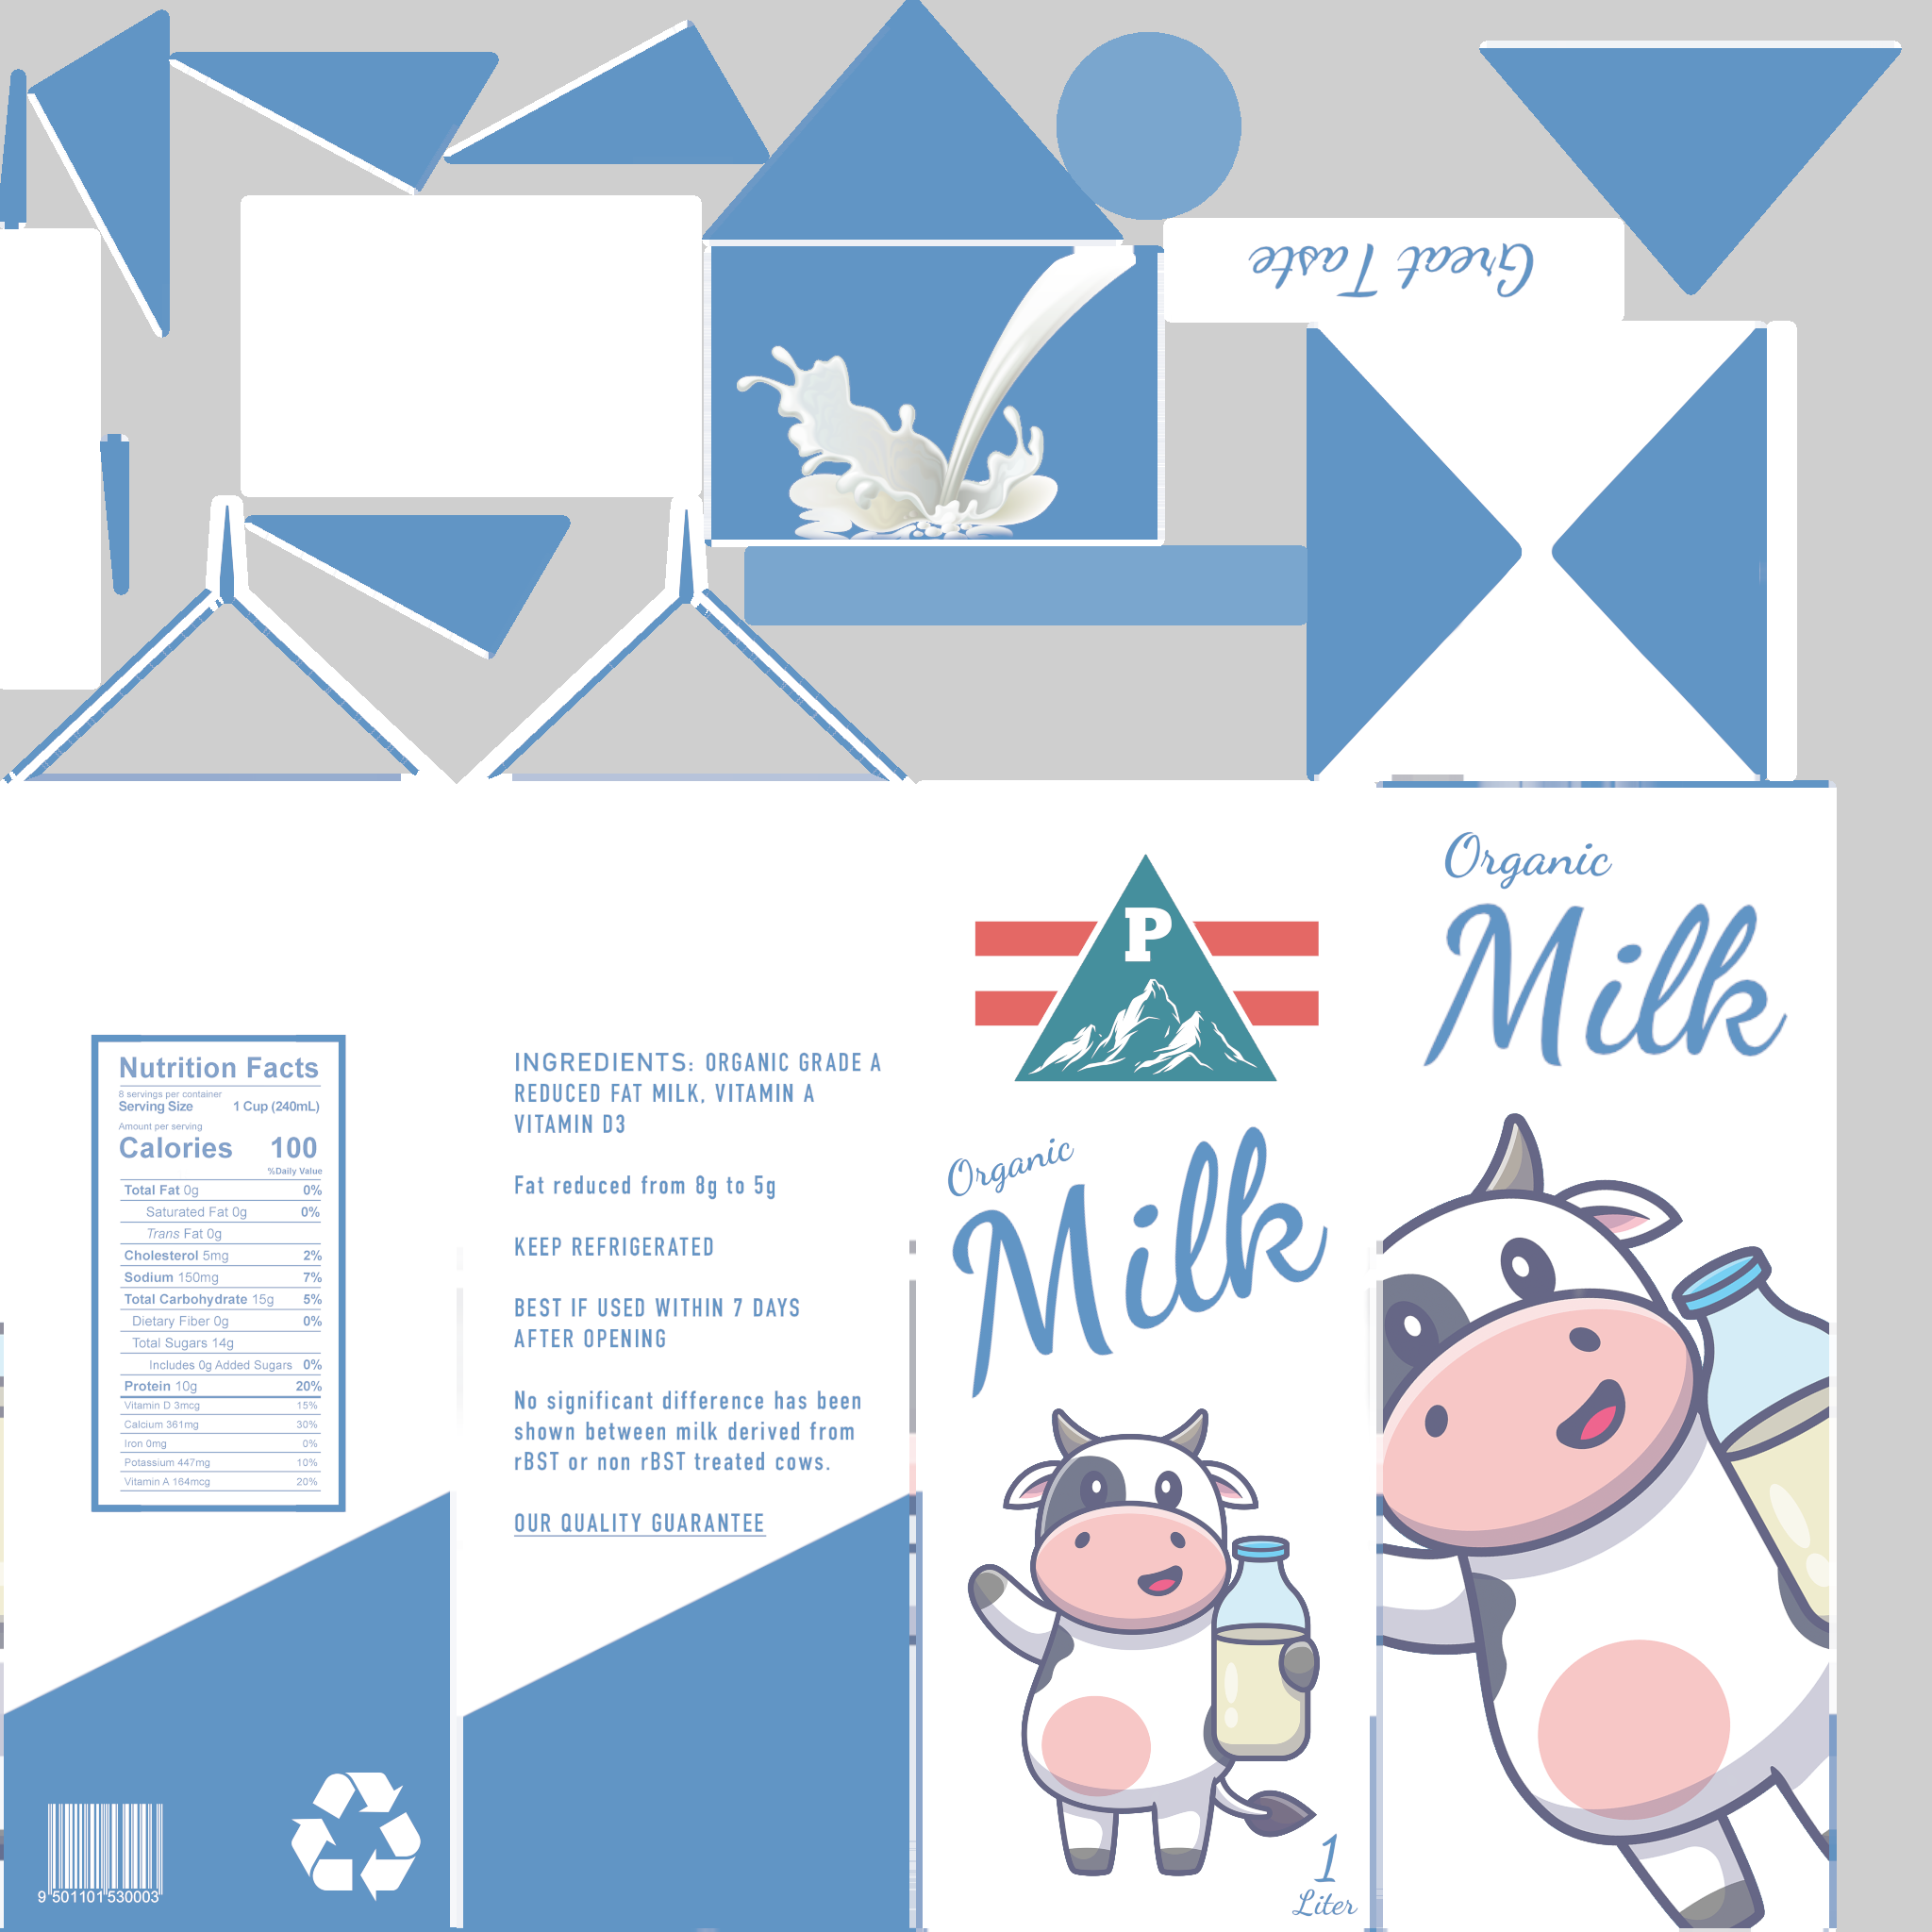 Great Taste
Nutrition Facts
8 servings per container
Serving Size 1 Cup (240mL)
Amount per serving
Calories 100
%Daily Value
Total Fat 0g 0%
Saturated Fat 0g 0%
Trans Fat 0g
Cholesterol 5mg 2%
Sodium 150mg 7%
Total Carbohydrate 15g 5%
Dietary Fiber 0g 0%
Total Sugars 14g
Includes 0g Added Sugars 0%
Protein 10g 20%
Vitamin D 3mcg 15%
Calcium 361mg 30%
Iron 0mg 0%
Potassium 447mg 10%
Vitamin A 164mcg 20%
9 501101 530003
INGREDIENTS: ORGANIC GRADE A
REDUCED FAT MILK, VITAMIN A
VITAMIN D3
Fat reduced from 8g to 5g
KEEP REFRIGERATED
BEST IF USED WITHIN 7 DAYS
AFTER OPENING
No significant difference has been
shown between milk derived from
rBST or non rBST treated cows.
OUR QUALITY GUARANTEE
P
Organic
Milk
1
Liter
Organic
Milk